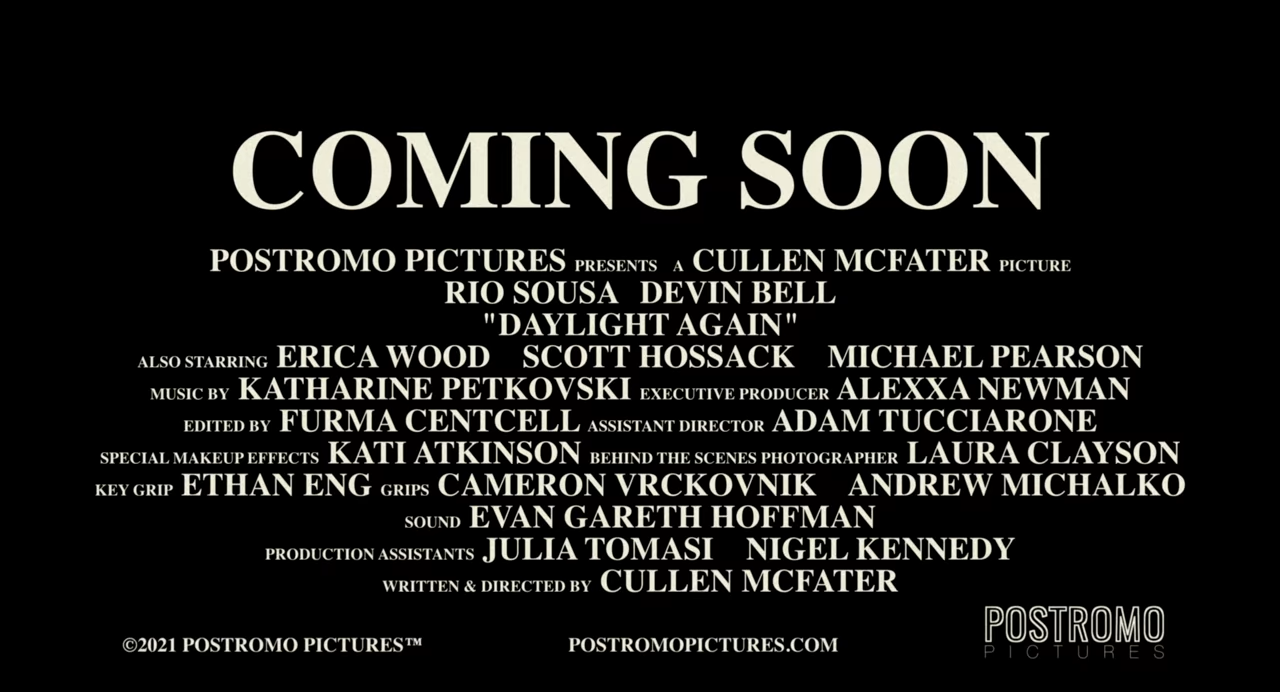 COMING SOON
POSTROMO PICTURES PRESENTS A CULLEN MCFATER PICTURE
RIO SOUSA DEVIN BELL
"DAYLIGHT AGAIN"
ALSO STARRING ERICA WOOD SCOTT HOSSACK MICHAEL PEARSON
MUSIC BY KATHARINE PETKOVSKI EXECUTIVE PRODUCER ALEXXA NEWMAN
EDITED BY FURMA CENTCELL ASSISTANT DIRECTOR ADAM TUCCIARONE
SPECIAL MAKEUP EFFECTS KATI ATKINSON BEHIND THE SCENES PHOTOGRAPHER LAURA CLAYSON
KEY GRIP ETHAN ENG GRIPS CAMERON VRCKOVNIK ANDREW MICHALKO
SOUND EVAN GARETH HOFFMAN
PRODUCTION ASSISTANTS JULIA TOMASI NIGEL KENNEDY
WRITTEN & DIRECTED BY CULLEN MCFATER
©2021 POSTROMO PICTURES™ POSTROMOPICTURES.COM
POSTROMO
PICTURES